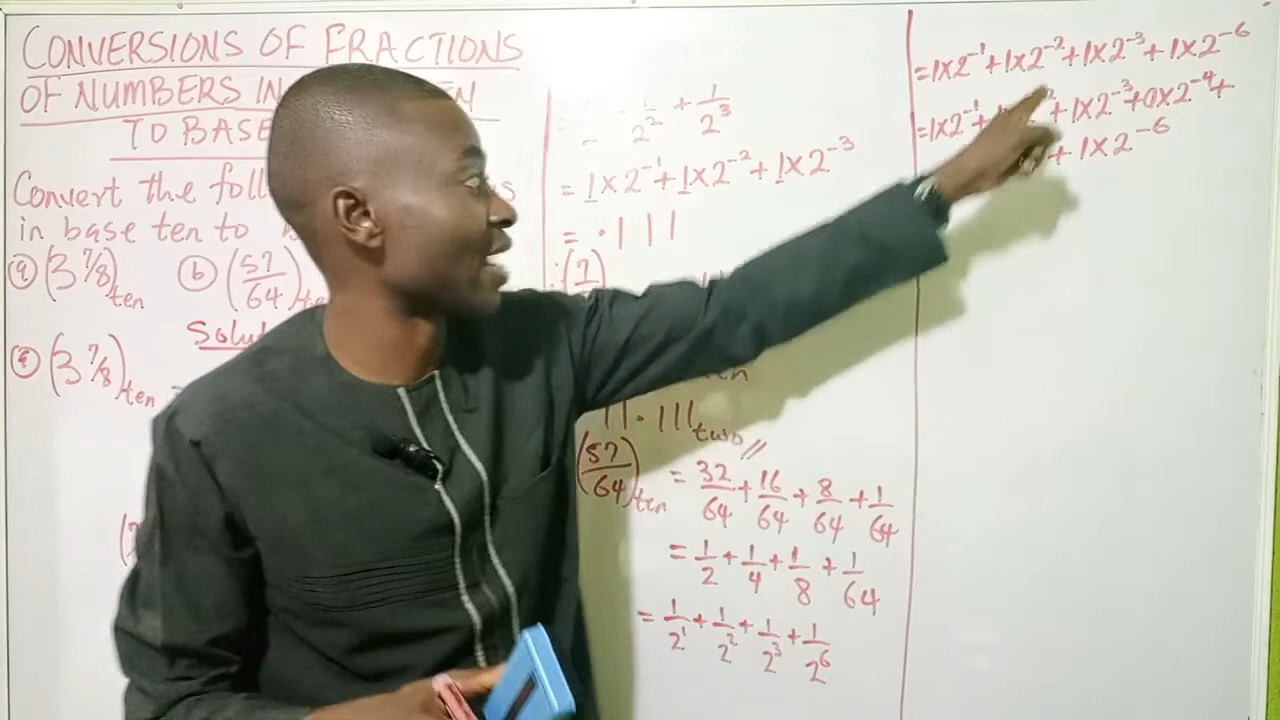 CONVERSIONS OF FRACTIONS
OF NUMBERS IN
TO BASE
Convert the
in base ten to
(a) (3 7/8)ten (b) (57/64)
(a) (3 7/8)ten
1/2² + 1/2³
= 1×2⁻¹ + 1×2⁻² + 1×2⁻³
= .111
11.111two //
(57/64)ten = 32/64 + 16/64 + 8/64 + 1/64
= 1/2 + 1/4 + 1/8 + 1/64
= 1/2¹ + 1/2² + 1/2³ + 1/2⁶
= 1×2⁻¹ + 1×2⁻² + 1×2⁻³ + 1×2⁻⁶
= 1×2⁻¹ + + 1×2⁻³ + 0×2⁻⁴ +
+ 1×2⁻⁶